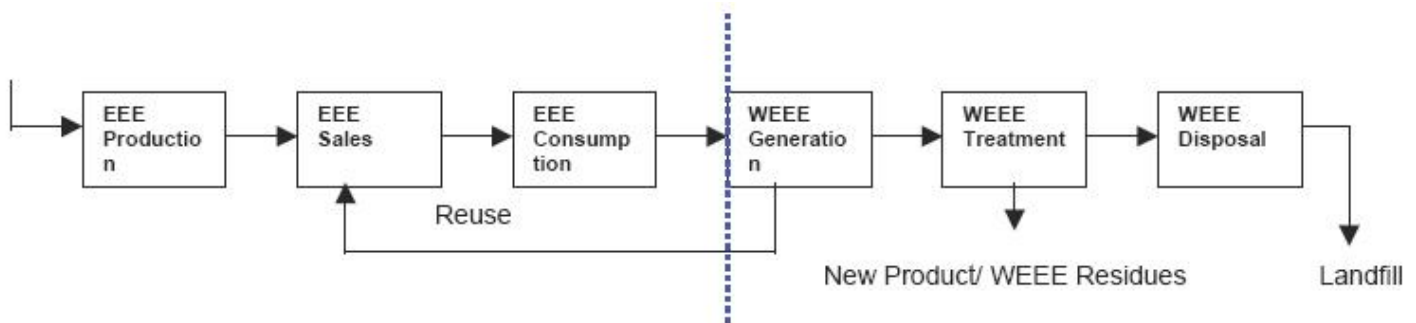 EEE
Productio
n
EEE
Sales
EEE
Consump
tion
WEEE
Generatio
n
WEEE
Treatment
WEEE
Disposal
Reuse
New Product/ WEEE Residues
Landfill